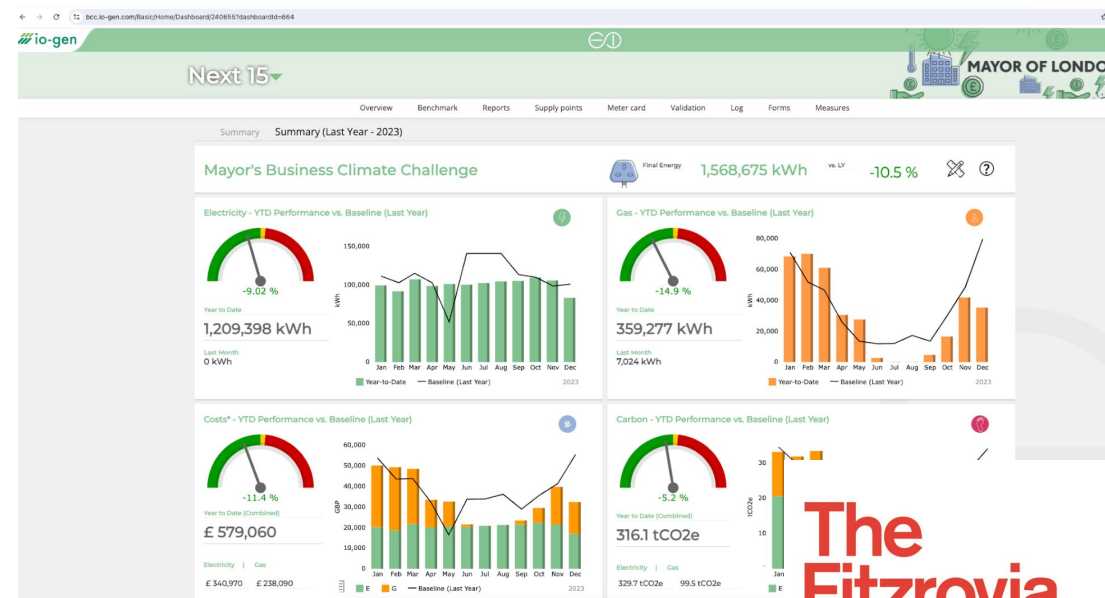 bcc.io-gen.com/Basic/Home/Dashboard/240655?dashboardId=664
io-gen
Next 15
MAYOR OF LONDO
Overview Benchmark Reports Supply points Meter card Validation Log Forms Measures
Summary Summary (Last Year - 2023)
Mayor's Business Climate Challenge
Final Energy 1,568,675 kWh vs. LY -10.5 %
Electricity - YTD Performance vs. Baseline (Last Year)
-9.02 %
Year to Date
1,209,398 kWh
Last Month
0 kWh
kWh
150,000
100,000
50,000
0
Jan Feb Mar Apr May Jun Jul Aug Sep Oct Nov Dec
Year-to-Date Baseline (Last Year) 2023
Gas - YTD Performance vs. Baseline (Last Year)
-14.9 %
Year to Date
359,277 kWh
Last Month
7,024 kWh
kWh
80,000
60,000
40,000
20,000
0
Jan Feb Mar Apr May Jun Jul Aug Sep Oct Nov Dec
Year-to-Date Baseline (Last Year) 2023
Costs* - YTD Performance vs. Baseline (Last Year)
-11.4 %
Year to Date (Combined)
£ 579,060
Electricity | Gas
£ 340,970 £ 238,090
GBP
60,000
50,000
40,000
30,000
20,000
10,000
0
Jan Feb Mar Apr May Jun Jul Aug Sep Oct Nov Dec
E G Baseline (Last Year) 2023
Carbon - YTD Performance vs. Baseline (Last Year)
-5.2 %
Year to Date (Combined)
316.1 tCO2e
Electricity | Gas
329.7 tCO2e 99.5 tCO2e
tCO2e
30
20
10
-
Jan
E
The
Fitzrovia